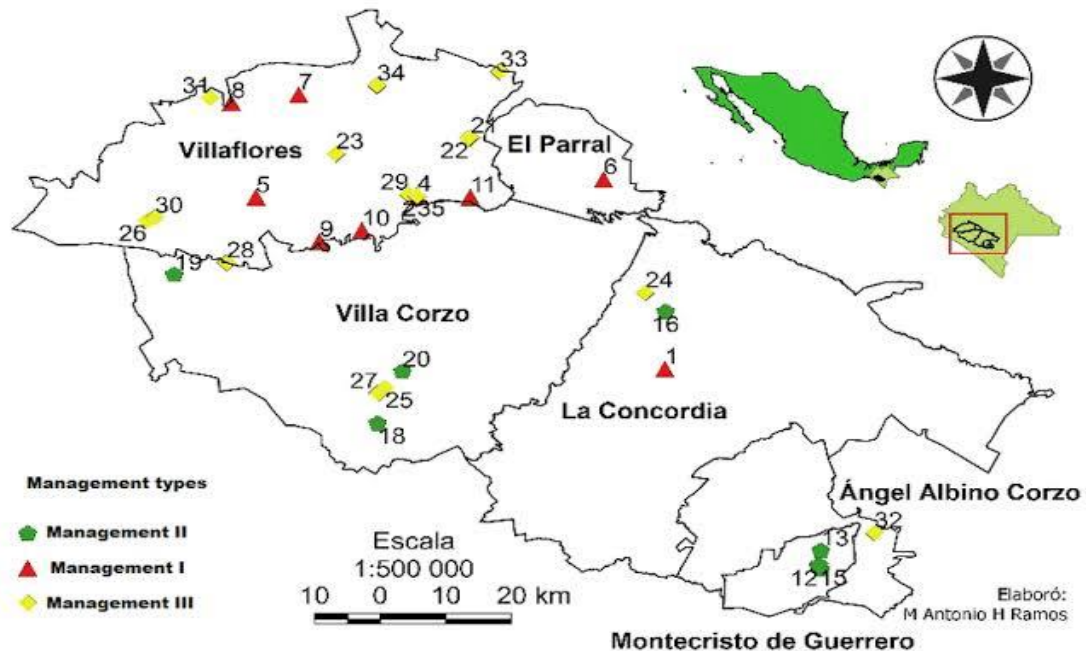 33
34
7
31
8
21
22
El Parral
Villaflores
23
6
5
29
4
235
11
30
26
10
9
28
19
24
Villa Corzo
16
20
1
27
25
La Concordia
18
Management types
Ángel Albino Corzo
32
Management II
13
Escala
1:500 000
Management I
1215
10 0 10 20 km
Management III
Elaboró:
M Antonio H Ramos
Montecristo de Guerrero